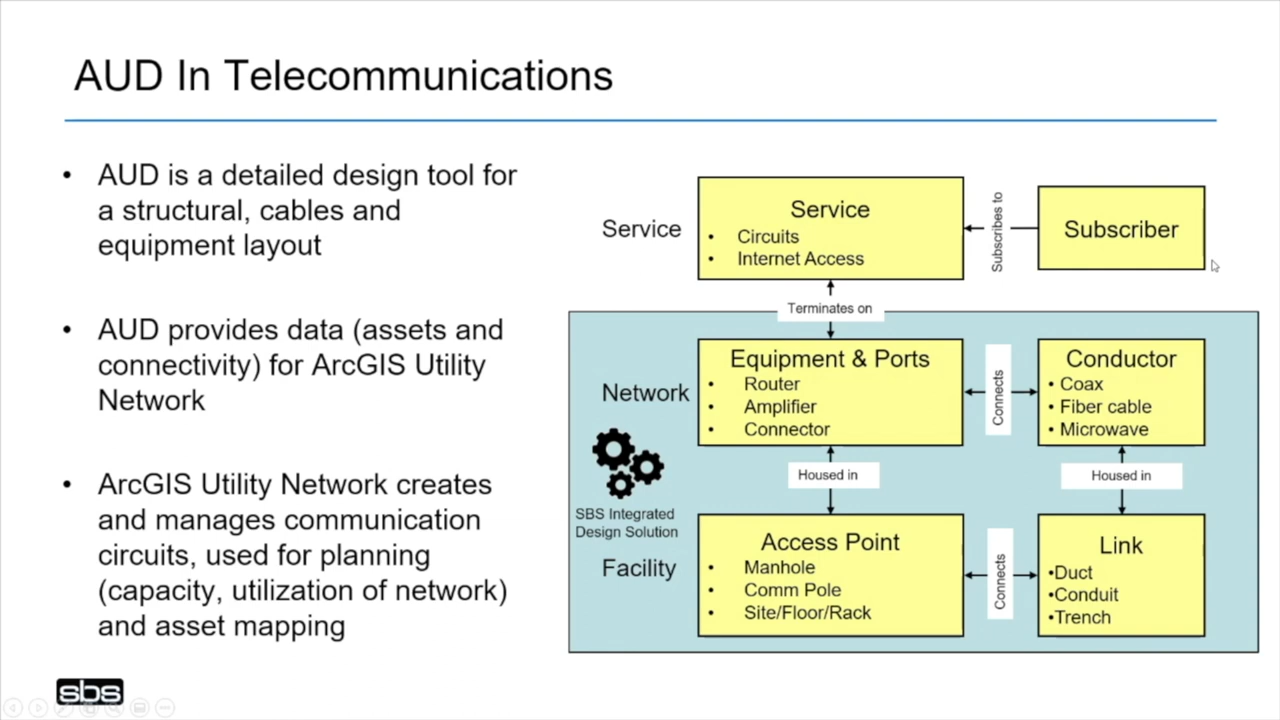 AUD In Telecommunications
• AUD is a detailed design tool for
a structural, cables and
equipment layout
• AUD provides data (assets and
connectivity) for ArcGIS Utility
Network
• ArcGIS Utility Network creates
and manages communication
circuits, used for planning
(capacity, utilization of network)
and asset mapping
Service
Service
• Circuits
• Internet Access
Subscribes to
Subscriber
Terminates on
Network
Equipment & Ports
• Router
• Amplifier
• Connector
Connects
Conductor
• Coax
• Fiber cable
• Microwave
Housed in
Housed in
SBS Integrated
Design Solution
Facility
Access Point
• Manhole
• Comm Pole
• Site/Floor/Rack
Connects
Link
•Duct
•Conduit
•Trench
sbs